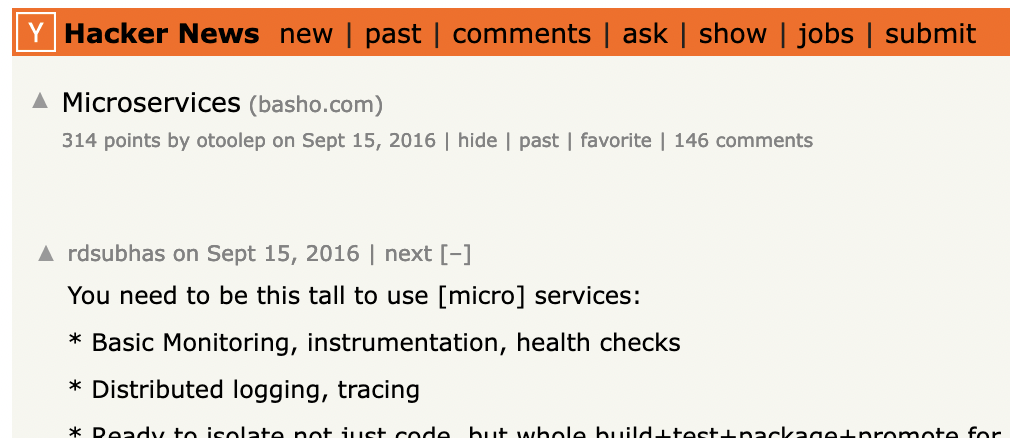 Y Hacker News new | past | comments | ask | show | jobs | submit
▲ Microservices (basho.com)
314 points by otoolep on Sept 15, 2016 | hide | past | favorite | 146 comments
▲ rdsubhas on Sept 15, 2016 | next [–]
You need to be this tall to use [micro] services:
* Basic Monitoring, instrumentation, health checks
* Distributed logging, tracing
* Ready to isolate not just code, but whole build+test+package+promote for